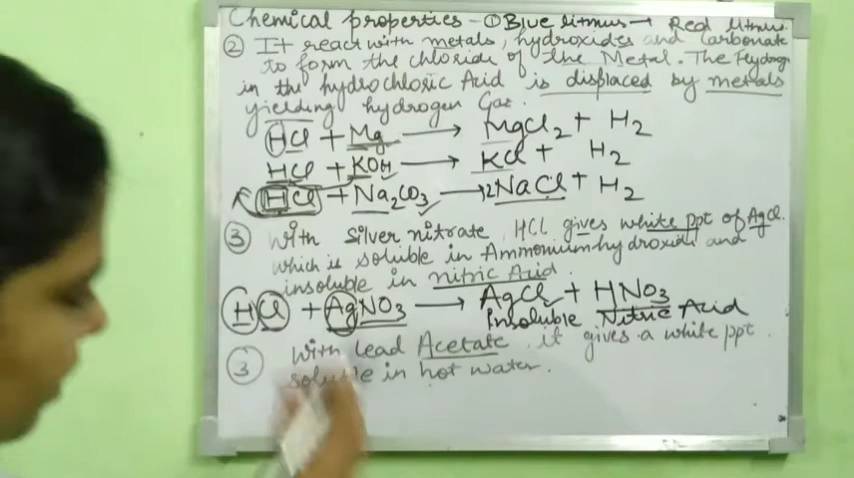 Chemical properties - ① Blue litmus → Red litmus.
② It react with metals, hydroxides and Carbonate
to form the chloride of the Metal. The Hydrog
in the hydrochloric Acid is displaced by metals
yielding hydrogen Gas.
HCl + Mg → MgCl2 + H2
HCl + KOH → KCl + H2
HCl + Na2CO3 → 2NaCl + H2
③ With Silver nitrate, HCL gives white ppt of AgCl.
which is soluble in Ammonium hydroxide and
insoluble in nitric Acid.
HCl + AgNO3 → AgCl + HNO3
Insoluble Nitric Acid
③ With lead Acetate it gives a white ppt.
soluble in hot water.